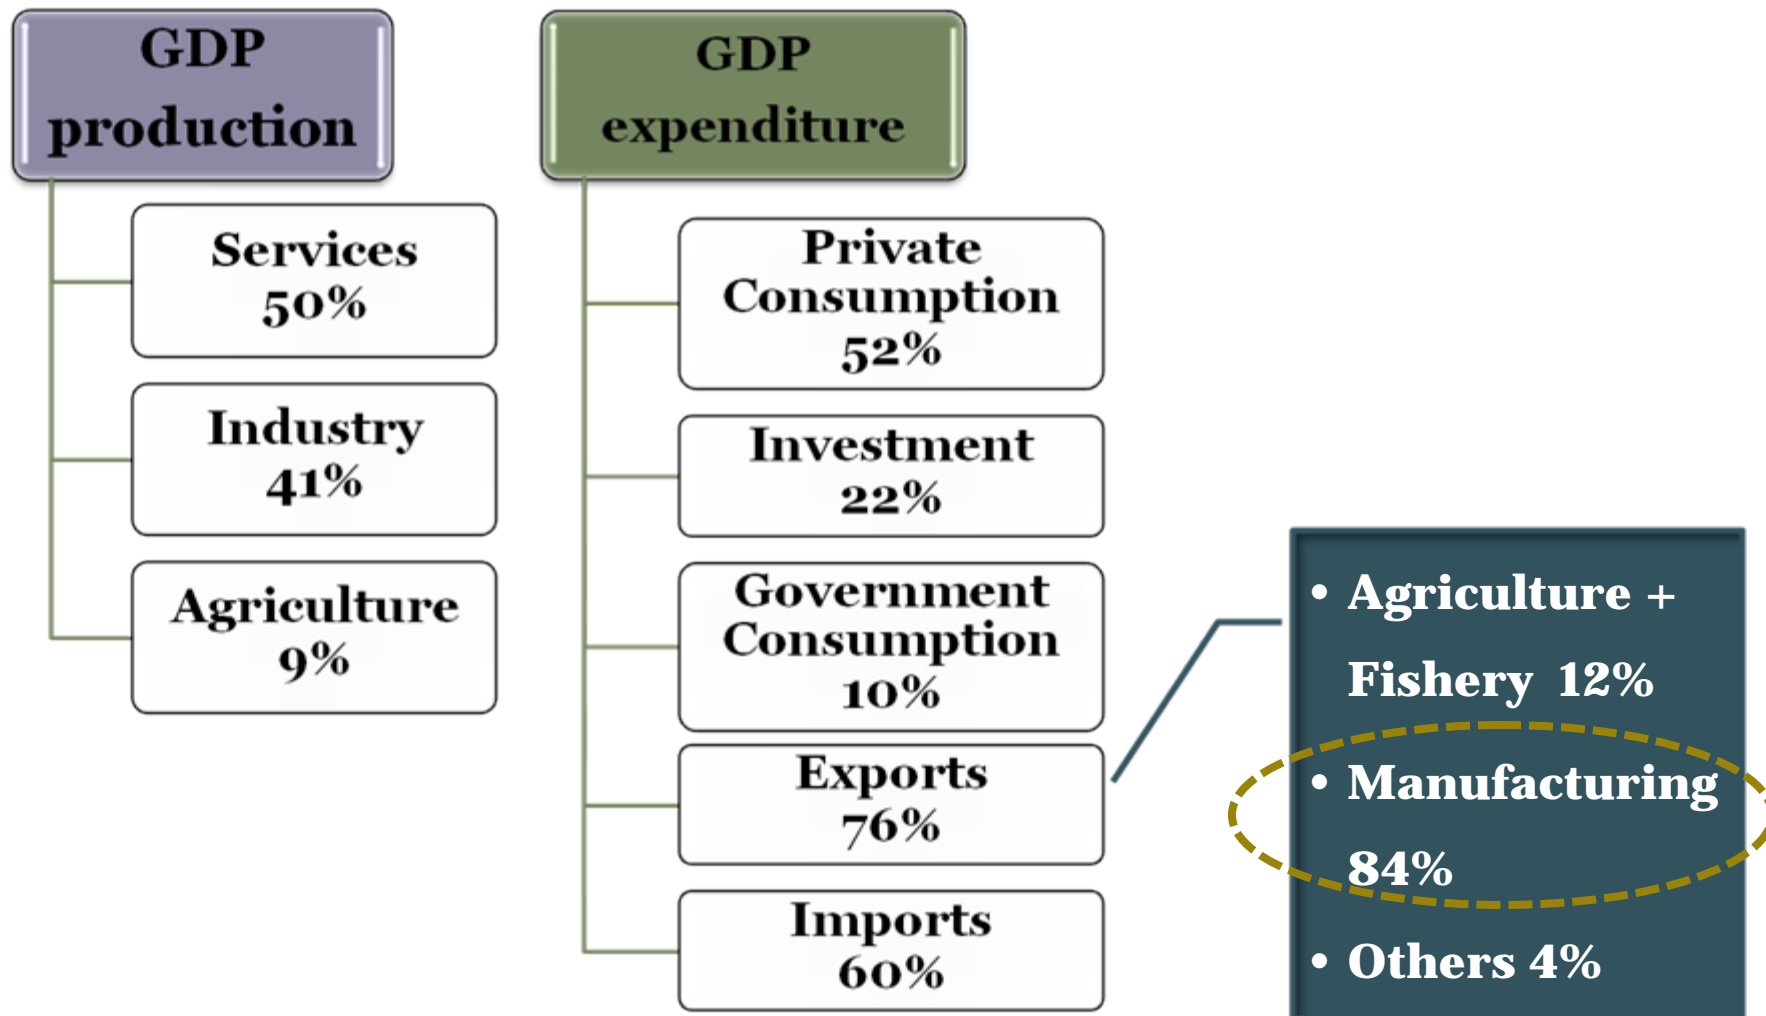 GDP
production
Services
50%
Industry
41%
Agriculture
9%
GDP
expenditure
Private
Consumption
52%
Investment
22%
Government
Consumption
10%
Exports
76%
Imports
60%
• Agriculture +
Fishery 12%
• Manufacturing
84%
• Others 4%